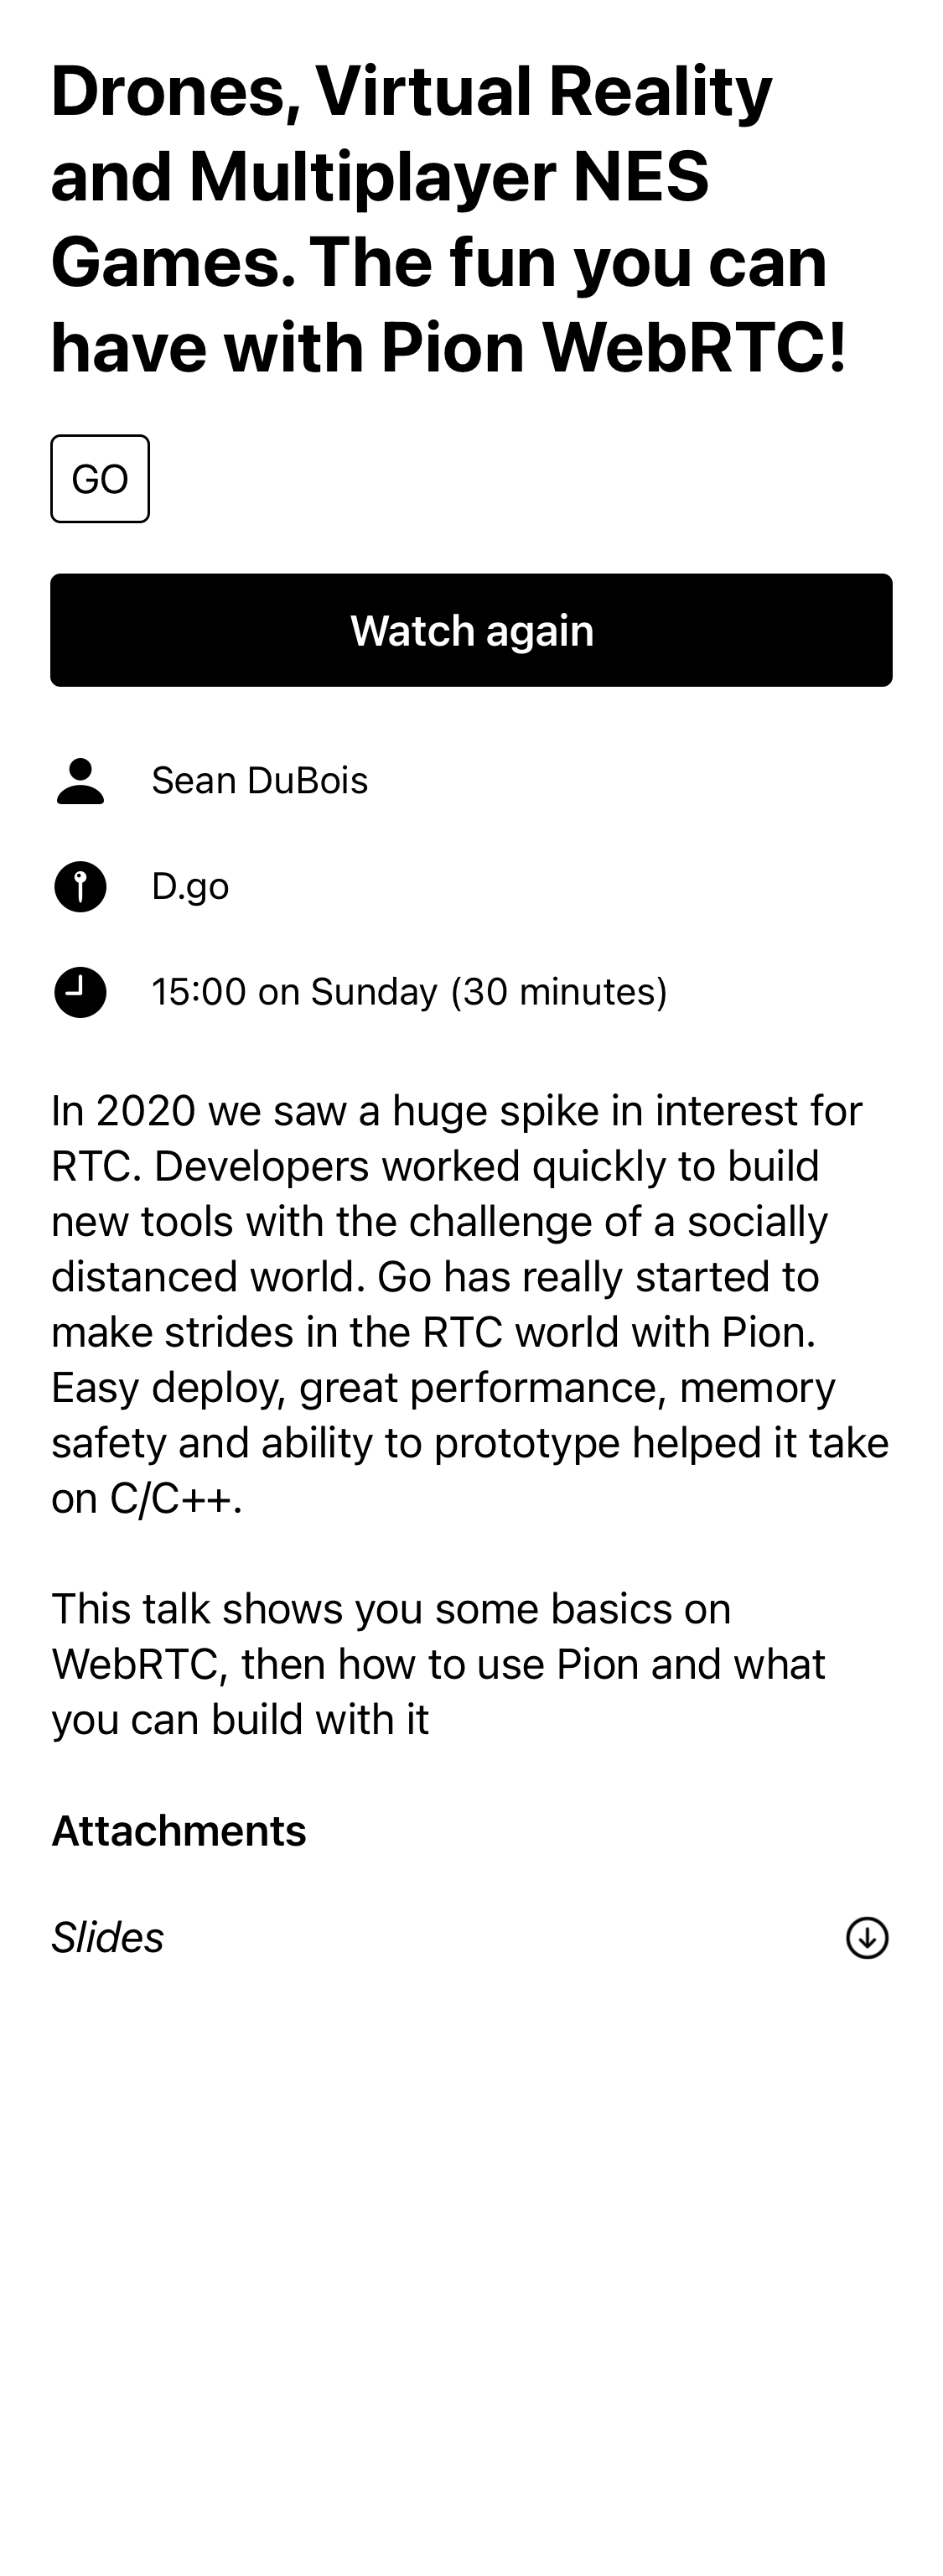 Drones, Virtual Reality
and Multiplayer NES
Games. The fun you can
have with Pion WebRTC!
GO
Watch again
Sean DuBois
D.go
15:00 on Sunday (30 minutes)
In 2020 we saw a huge spike in interest for
RTC. Developers worked quickly to build
new tools with the challenge of a socially
distanced world. Go has really started to
make strides in the RTC world with Pion.
Easy deploy, great performance, memory
safety and ability to prototype helped it take
on C/C++.
This talk shows you some basics on
WebRTC, then how to use Pion and what
you can build with it
Attachments
Slides